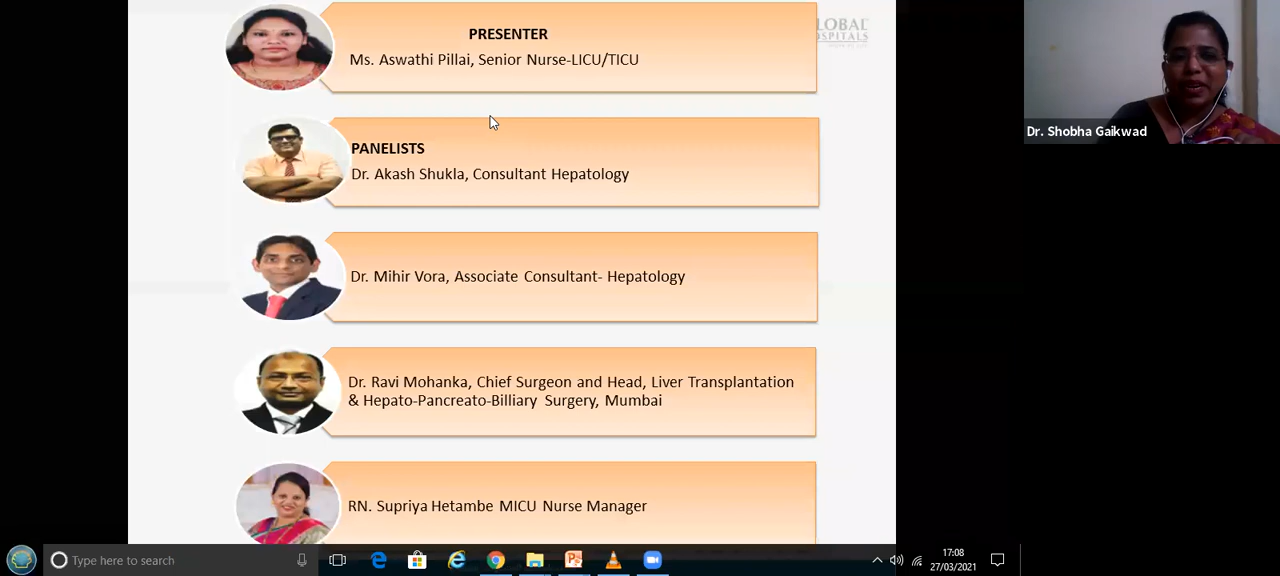 PRESENTER
Ms. Aswathi Pillai, Senior Nurse-LICU/TICU
LOBAL
SPITALS
Dr. Shobha Gaikwad
PANELISTS
Dr. Akash Shukla, Consultant Hepatology
Dr. Mihir Vora, Associate Consultant- Hepatology
Dr. Ravi Mohanka, Chief Surgeon and Head, Liver Transplantation
& Hepato-Pancreato-Billiary Surgery, Mumbai
RN. Supriya Hetambe MICU Nurse Manager
Type here to search
17:08
27/03/2021